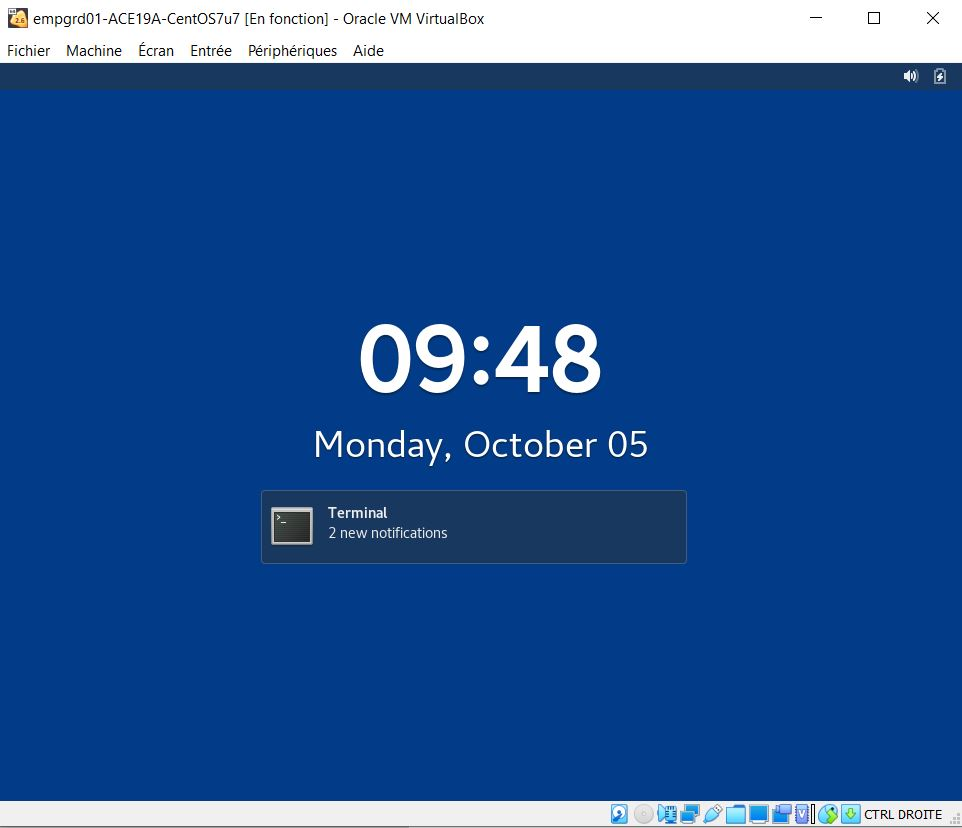 empgrd01-ACE19A-CentOS7u7 [En fonction] - Oracle VM VirtualBox
Fichier Machine Écran Entrée Périphériques Aide
09:48
Monday, October 05
Terminal
2 new notifications
CTRL DROITE